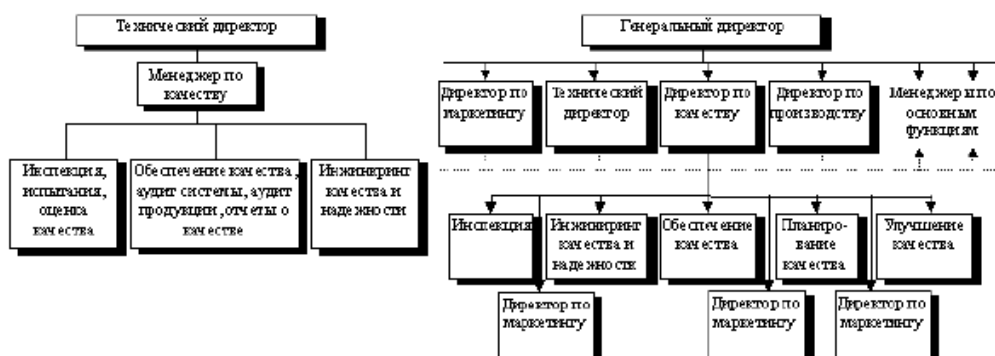 Технический директор
Менеджер по
качеству
Инспекция,
испытания,
оценка
качества
Обеспечение качества,
аудит системы, аудит
продукции, отчеты о
качестве
Инжиниринг
качества и
надежности
Генеральный директор
Директор по
маркетингу
Технический
директор
Директор по
качеству
Директор по
производству
Менеджеры по
основным
функциям
Инспекция
Инжиниринг
качества и
надежности
Обеспечение
качества
Планиро-
вание
качества
Улучшение
качества
Директор по
маркетингу
Директор по
маркетингу
Директор по
маркетингу